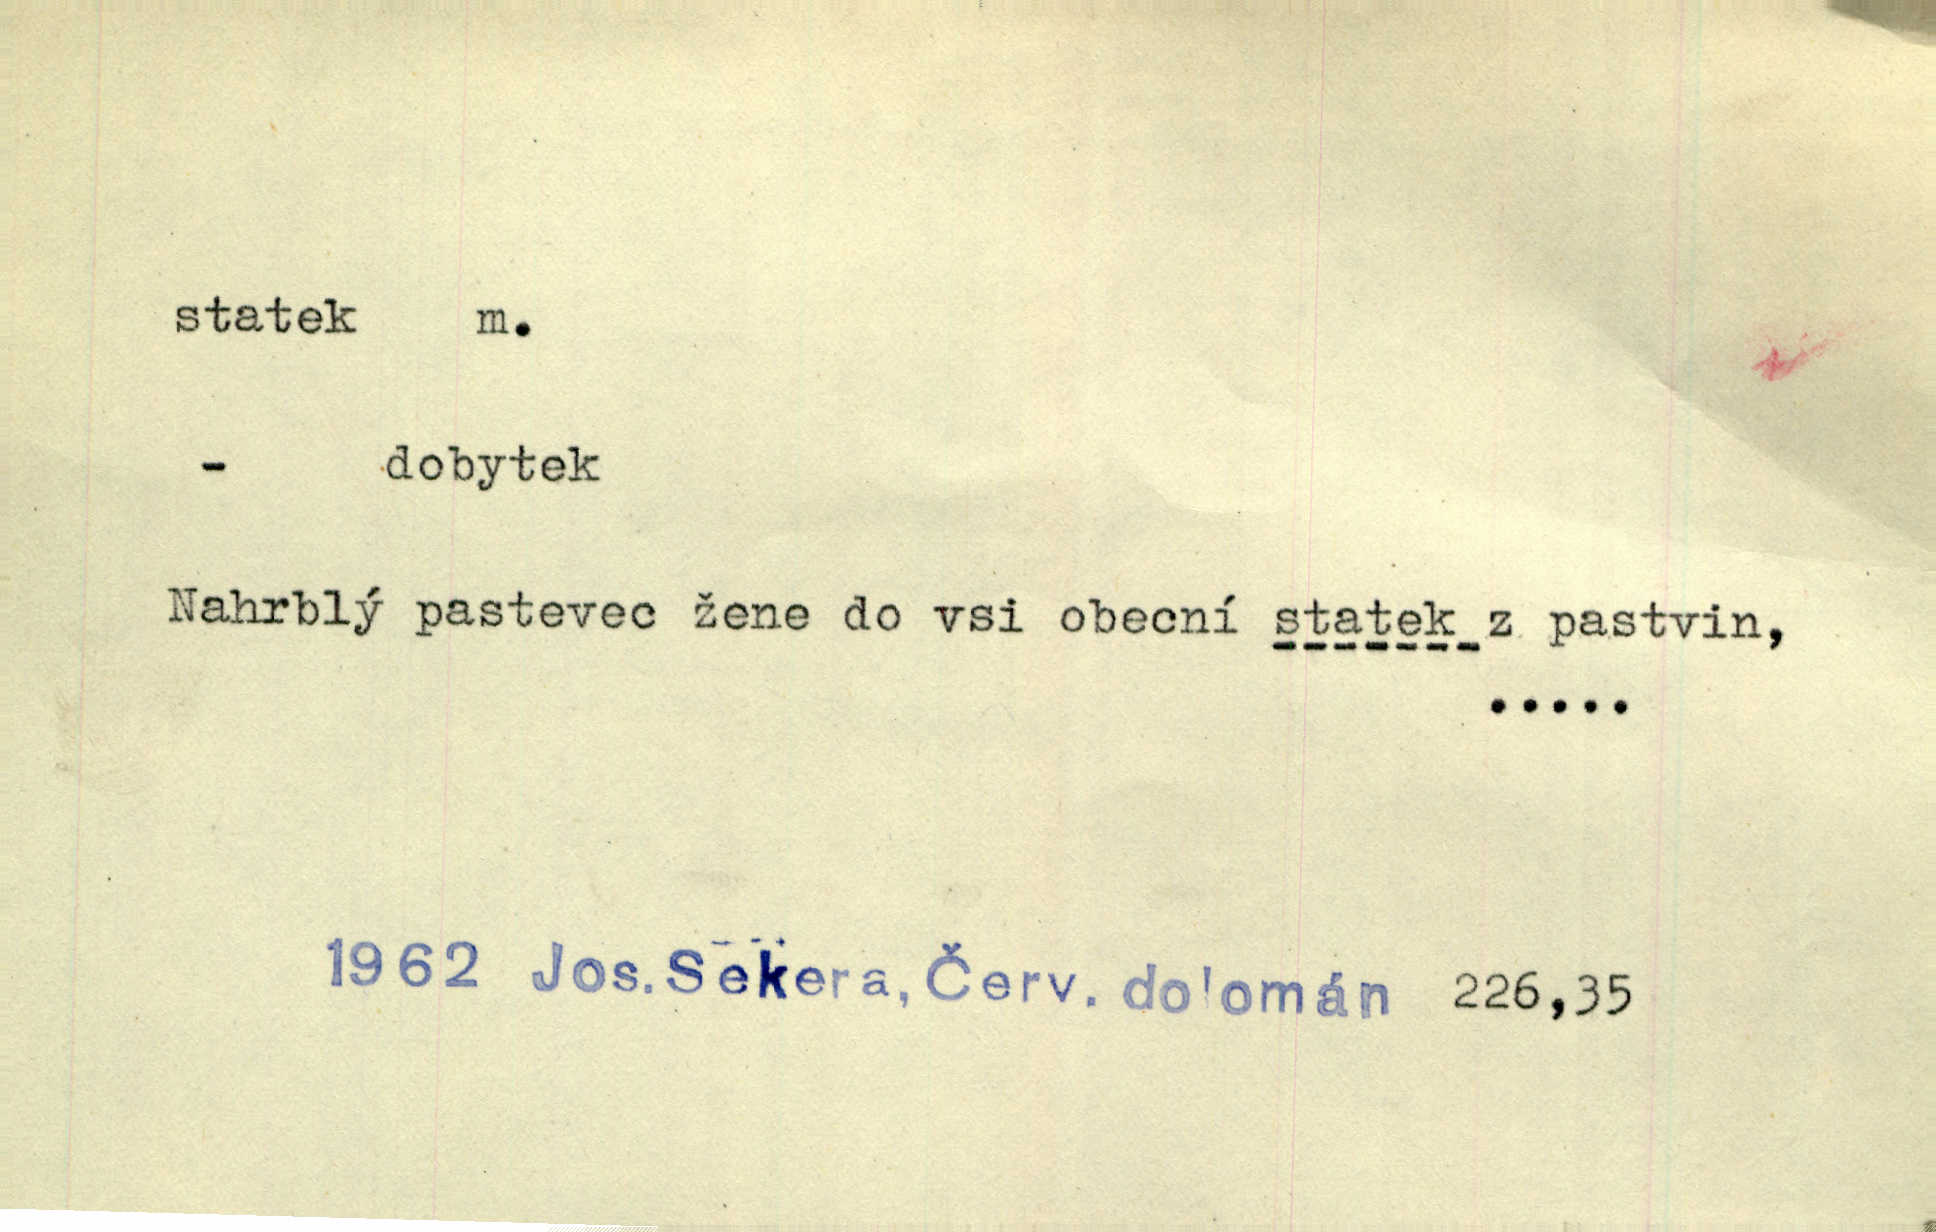 statek m.
- dobytek
Nahrblý pastevec žene do vsi obecní statek z pastvin,
.....
1962 Jos. Sekera, Červ. dolomán 226,35